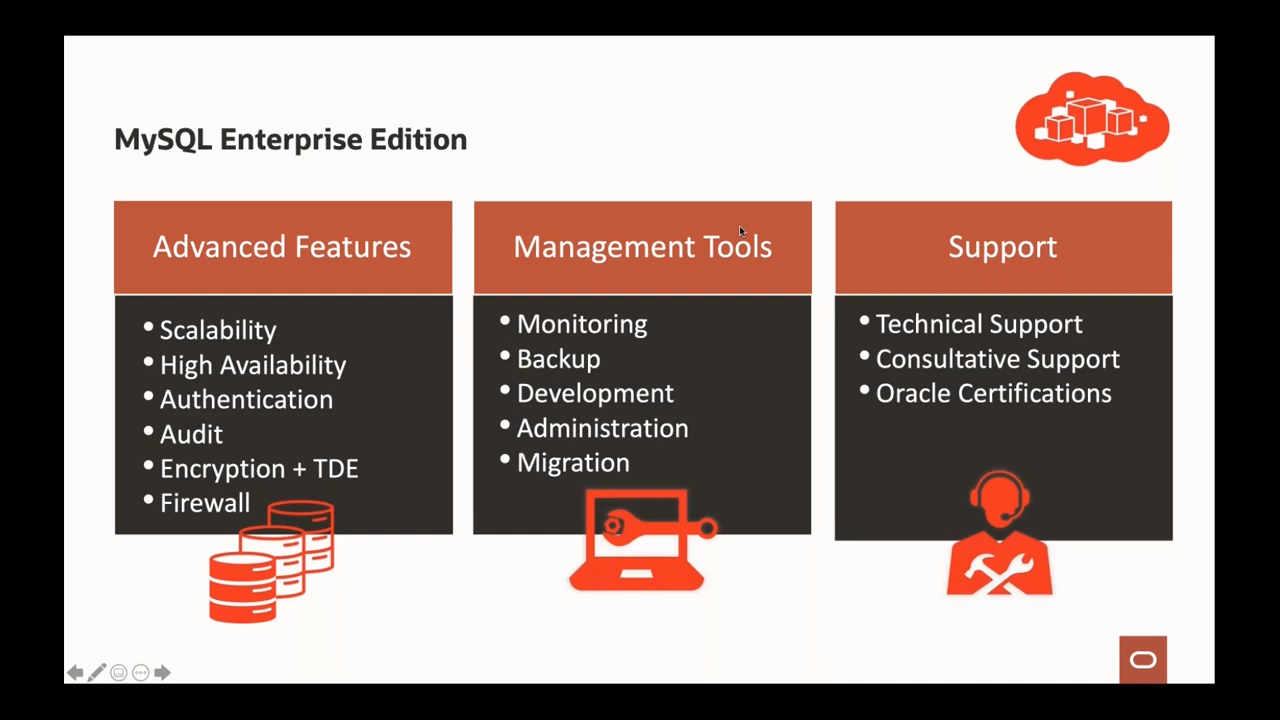 MySQL Enterprise Edition
Advanced Features
• Scalability
• High Availability
• Authentication
• Audit
• Encryption + TDE
• Firewall
Management Tools
• Monitoring
• Backup
• Development
• Administration
• Migration
Support
• Technical Support
• Consultative Support
• Oracle Certifications